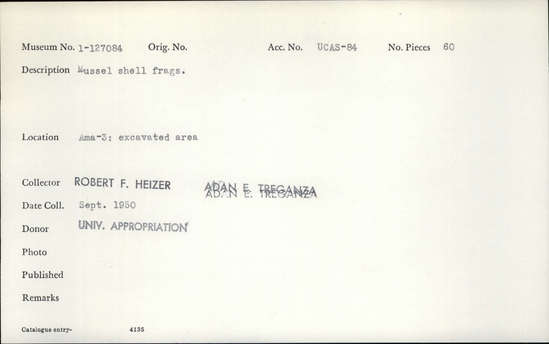 Museum No. 1-127084 Orig. No. Acc. No. UCAS-84 No. Pieces 60
Description Mussel shell frags.
Location Ama-3; excavated area
Collector ROBERT F. HEIZER ADAN E. TREGANZA
AD. N E. TREGANZA
Date Coll. Sept. 1950
Donor UNIV. APPROPRIATION
Photo
Published
Remarks
Catalogue entry- 4135